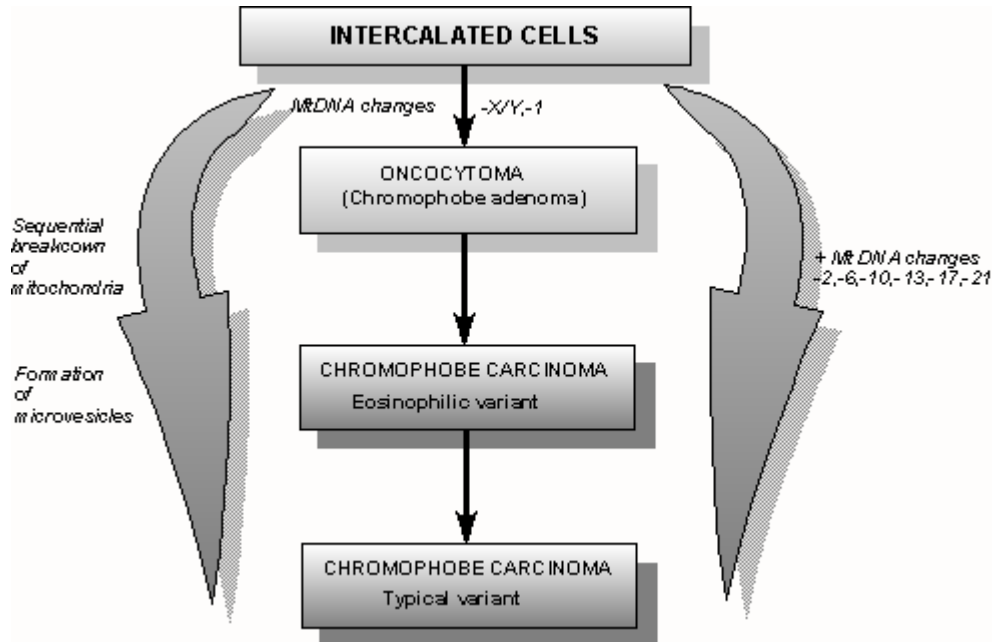 INTERCALATED CELLS
MtDNA changes
-X/Y,-1
ONCOCYTOMA
(Chromophobe adenoma)
Sequential
breakdown
of
mitochondria
+ MtDNA changes
-2,-6,-10,-13,-17,-21
CHROMOPHOBE CARCINOMA
Eosinophilic variant
Formation
of
microvesicles
CHROMOPHOBE CARCINOMA
Typical variant